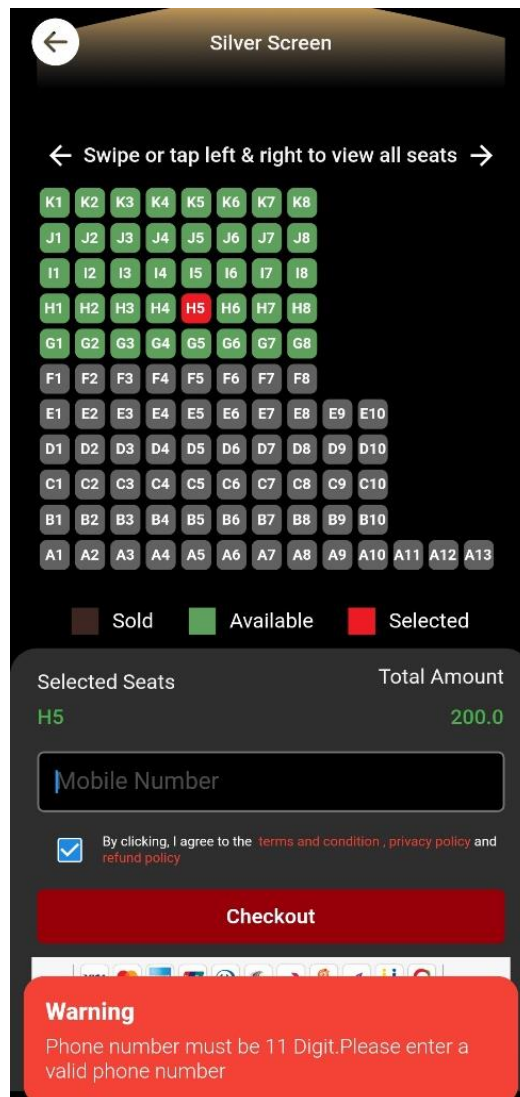 Silver Screen
Swipe or tap left & right to view all seats
K1 K2 K3 K4 K5 K6 K7 K8
J1 J2 J3 J4 J5 J6 J7 J8
I1 I2 I3 I4 I5 I6 I7 I8
H1 H2 H3 H4 H5 H6 H7 H8
G1 G2 G3 G4 G5 G6 G7 G8
F1 F2 F3 F4 F5 F6 F7 F8
E1 E2 E3 E4 E5 E6 E7 E8 E9 E10
D1 D2 D3 D4 D5 D6 D7 D8 D9 D10
C1 C2 C3 C4 C5 C6 C7 C8 C9 C10
B1 B2 B3 B4 B5 B6 B7 B8 B9 B10
A1 A2 A3 A4 A5 A6 A7 A8 A9 A10 A11 A12 A13
Sold Available Selected
Selected Seats Total Amount
H5 200.0
Mobile Number
By clicking, I agree to the terms and condition , privacy policy and
refund policy
Checkout
Warning
Phone number must be 11 Digit.Please enter a
valid phone number